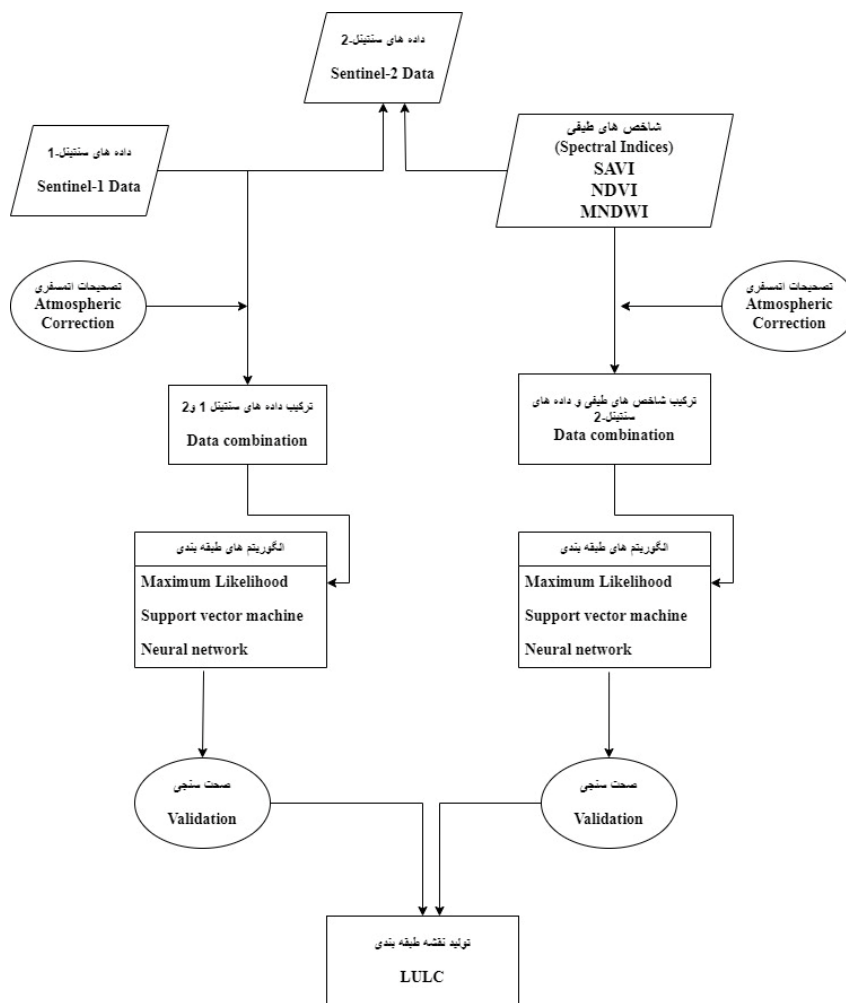 داده های سنتینل-2
Sentinel-2 Data
داده های سنتینل-1
Sentinel-1 Data
شاخص های طیفی
(Spectral Indices)
SAVI
NDVI
MNDWI
تصحیحات اتمسفری
Atmospheric
Correction
تصحیحات اتمسفری
Atmospheric
Correction
ترکیب داده های سنتینل 1 و2
Data combination
ترکیب شاخص های طیفی و داده های
سنتینل-2
Data combination
الگوریتم های طبقه بندی
Maximum Likelihood
Support vector machine
Neural network
الگوریتم های طبقه بندی
Maximum Likelihood
Support vector machine
Neural network
صحت سنجی
Validation
صحت سنجی
Validation
تولید نقشه طبقه بندی
LULC